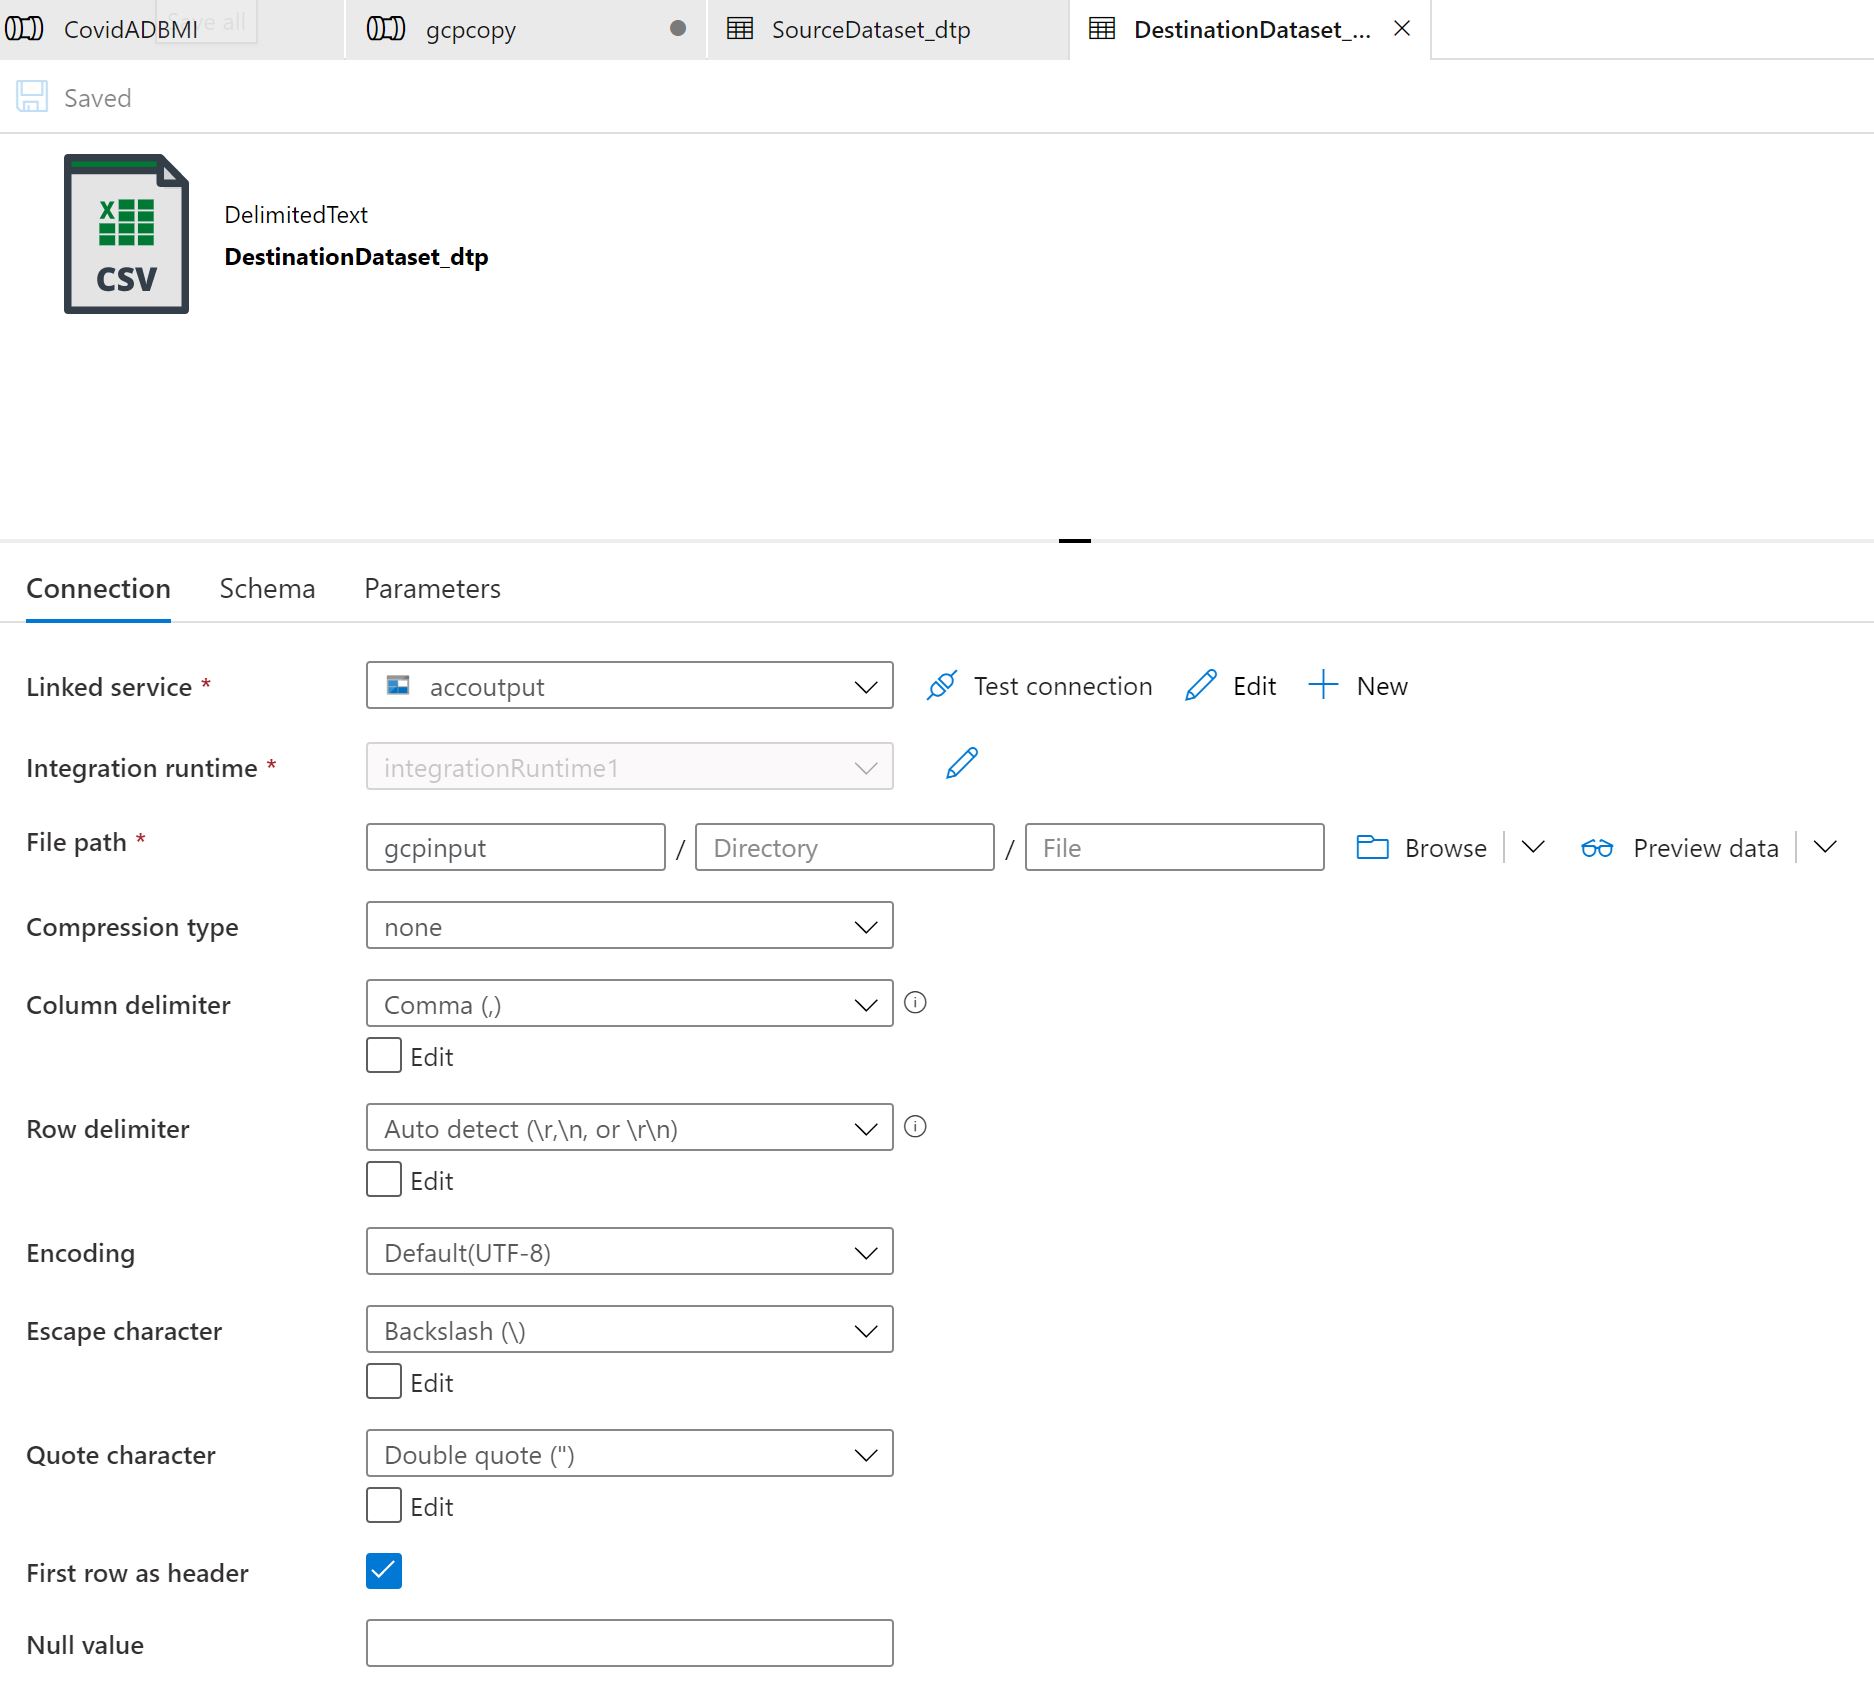 CovidADBMI Save all gcpcopy SourceDataset_dtp DestinationDataset_...
Saved
CSV
DelimitedText
DestinationDataset_dtp
Connection Schema Parameters
Linked service * accoutput Test connection Edit New
Integration runtime * integrationRuntime1
File path * gcpinput / Directory / File Browse Preview data
Compression type none
Column delimiter Comma (,)
Edit
Row delimiter Auto detect (\r,\n, or \r\n)
Edit
Encoding Default(UTF-8)
Escape character Backslash (\)
Edit
Quote character Double quote (")
Edit
First row as header
Null value